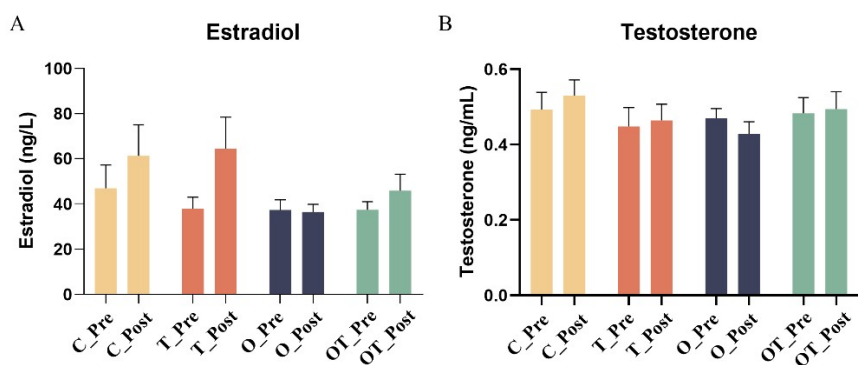 A
Estradiol
Estradiol (ng/L)
100
80
60
40
20
0
C_Pre
C_Post
T_Pre
T_Post
O_Pre
O_Post
OT_Pre
OT_Post
B
Testosterone
Testosterone (ng/mL)
0.6
0.4
0.2
0.0
C_Pre
C_Post
T_Pre
T_Post
O_Pre
O_Post
OT_Pre
OT_Post